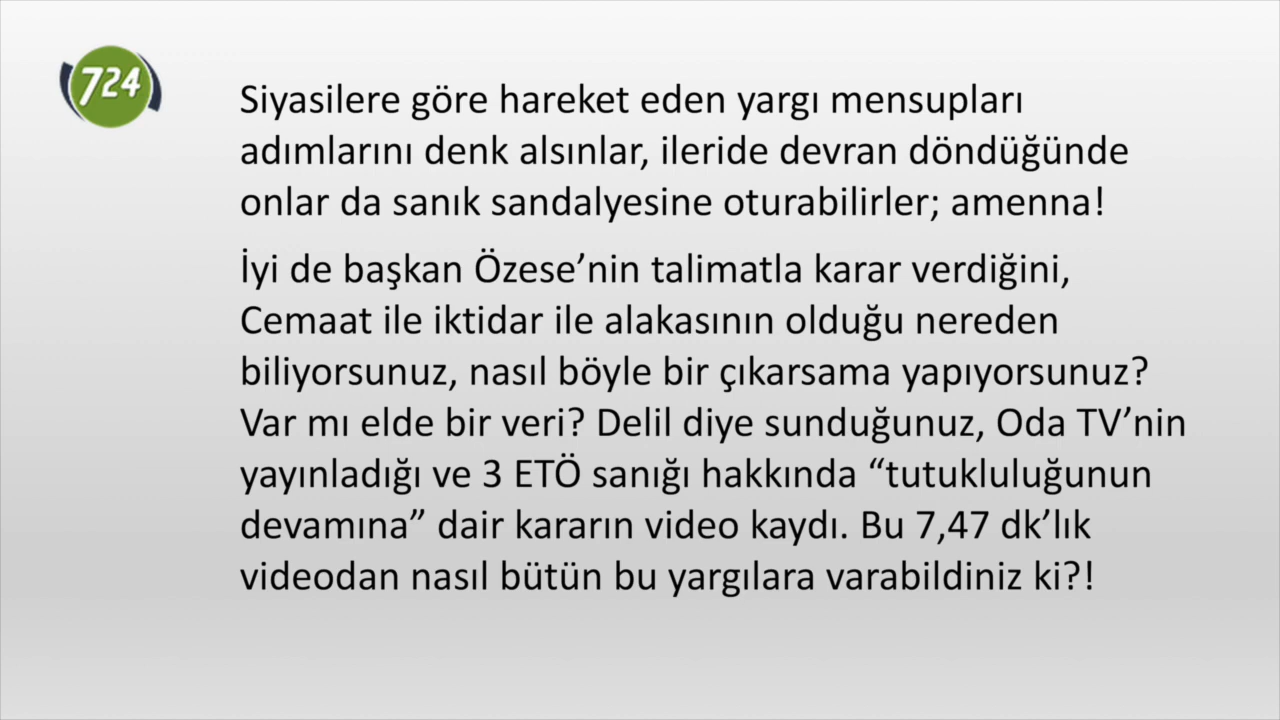 724
Siyasilere göre hareket eden yargı mensupları
adımlarını denk alsınlar, ileride devran döndüğünde
onlar da sanık sandalyesine oturabilirler; amenna!
İyi de başkan Özese’nin talimatla karar verdiğini,
Cemaat ile iktidar ile alakasının olduğu nereden
biliyorsunuz, nasıl böyle bir çıkarsama yapıyorsunuz?
Var mı elde bir veri? Delil diye sunduğunuz, Oda TV’nin
yayınladığı ve 3 ETÖ sanığı hakkında “tutukluluğunun
devamına” dair kararın video kaydı. Bu 7,47 dk’lık
videodan nasıl bütün bu yargılara varabildiniz ki?!